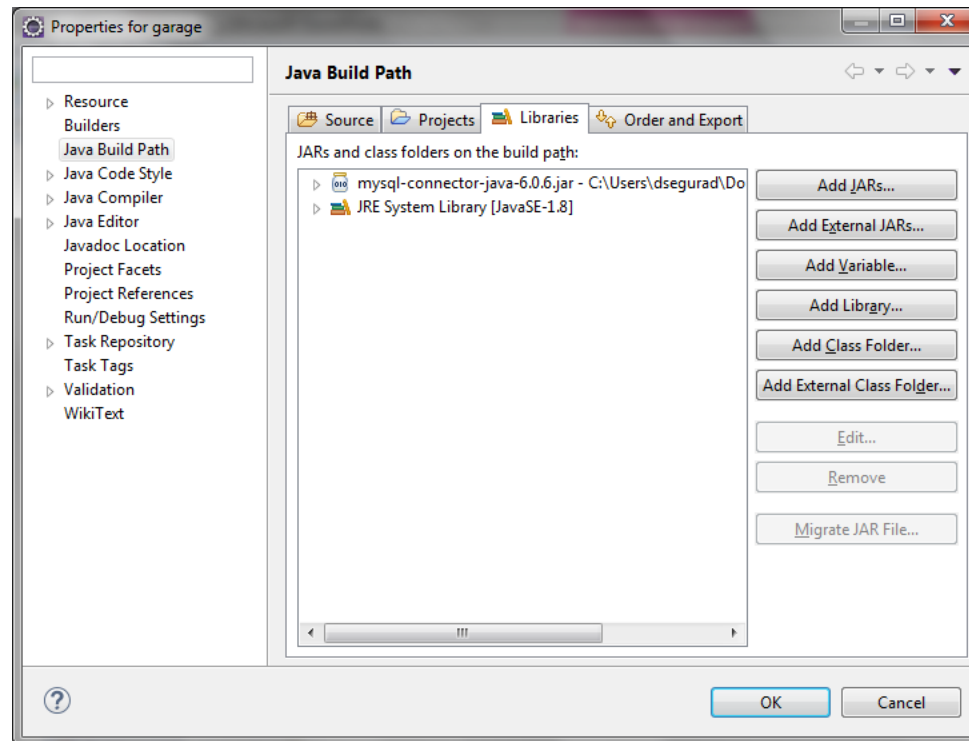 Properties for garage
Java Build Path
Resource
Builders
Java Build Path
Java Code Style
Java Compiler
Java Editor
Javadoc Location
Project Facets
Project References
Run/Debug Settings
Task Repository
Task Tags
Validation
WikiText
Source Projects Libraries Order and Export
JARs and class folders on the build path:
mysql-connector-java-6.0.6.jar - C:\Users\dsegurad\Do
JRE System Library [JavaSE-1.8]
Add JARs...
Add External JARs...
Add Variable...
Add Library...
Add Class Folder...
Add External Class Folder...
Edit...
Remove
Migrate JAR File...
OK Cancel